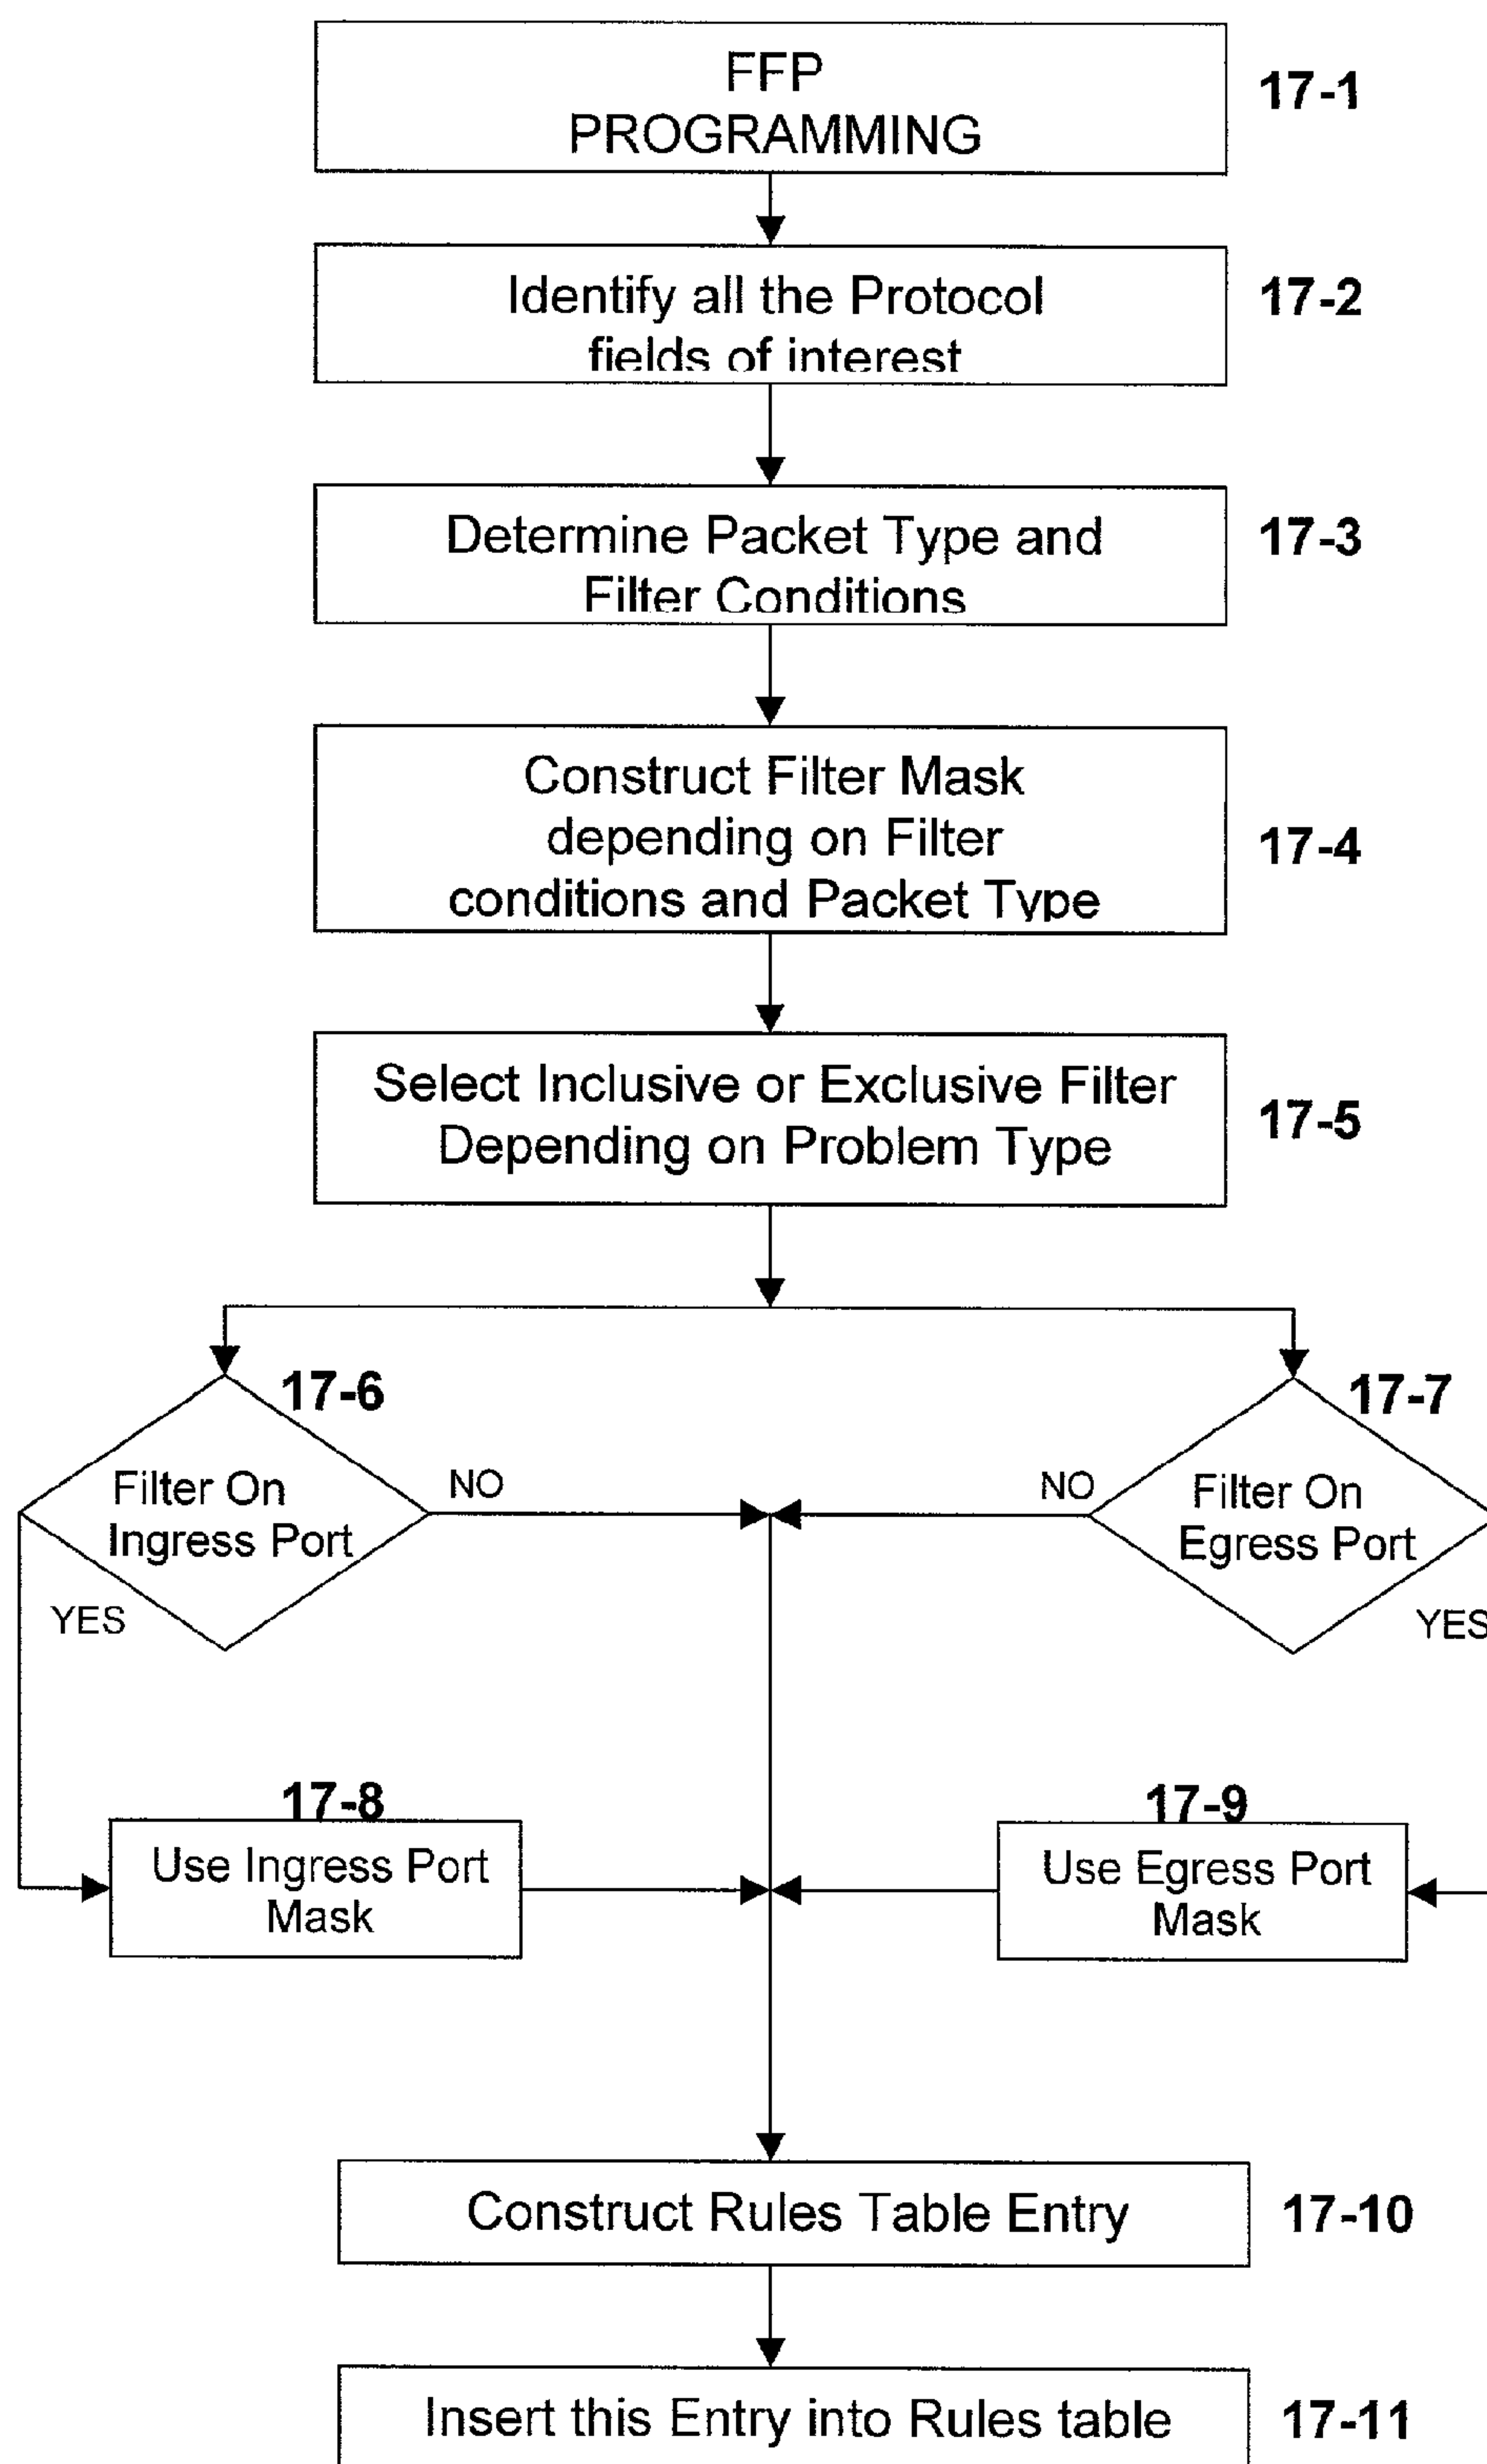 FFP
PROGRAMMING
17-1
Identify all the Protocol
fields of interest
17-2
Determine Packet Type and
Filter Conditions
17-3
Construct Filter Mask
depending on Filter
conditions and Packet Type
17-4
Select Inclusive or Exclusive Filter
Depending on Problem Type
17-5
17-6
17-7
Filter On
Ingress Port
NO
NO
Filter On
Egress Port
YES
YES
17-8
17-9
Use Ingress Port
Mask
Use Egress Port
Mask
Construct Rules Table Entry
17-10
Insert this Entry into Rules table
17-11